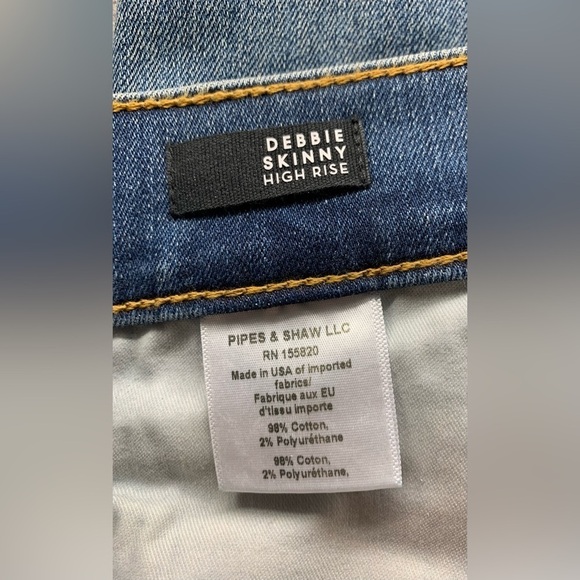 DEBBIE
SKINNY
HIGH RISE
PIPES & SHAW LLC
RN 155820
Made in USA of imported
fabrics/
Fabrique aux EU
d'tissu importe
98% Cotton,
2% Polyuréthane
98% Coton,
2% Polyuréthane,